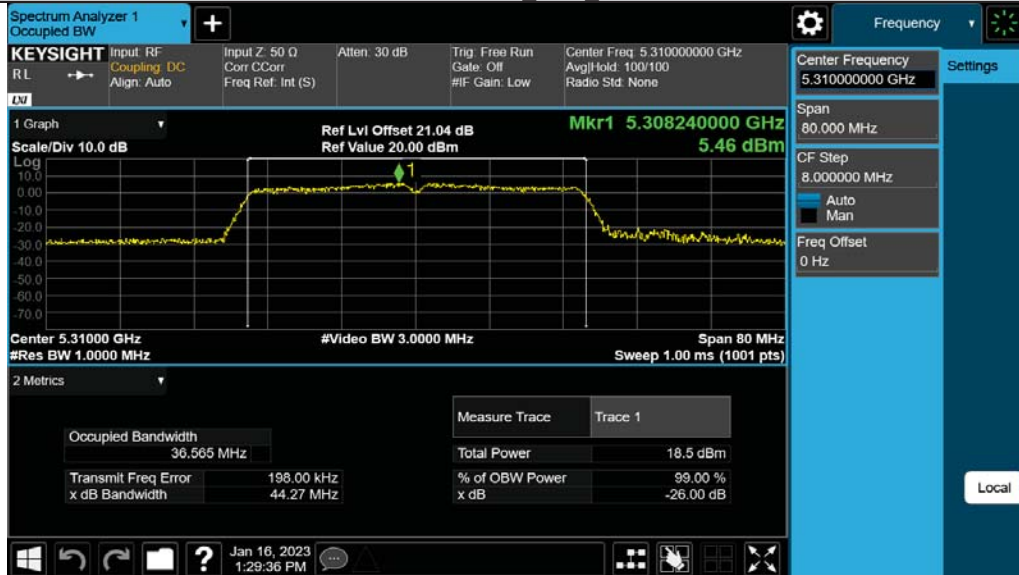 Spectrum Analyzer 1
Occupied BW
Frequency
KEYSIGHT
RL
LXI
Input: RF
Coupling: DC
Align: Auto
Input Z: 50 Ω
Corr CCorr
Freq Ref: Int (S)
Atten: 30 dB
Trig: Free Run
Gate: Off
#IF Gain: Low
Center Freq: 5.310000000 GHz
Avg|Hold: 100/100
Radio Std: None
Center Frequency
5.310000000 GHz
Settings
Span
80.000 MHz
CF Step
8.000000 MHz
Auto
Man
Freq Offset
0 Hz
Local
1 Graph
Scale/Div 10.0 dB
Ref Lvl Offset 21.04 dB
Ref Value 20.00 dBm
Mkr1 5.308240000 GHz
5.46 dBm
Log
10.0
0.00
-10.0
-20.0
-30.0
-40.0
-50.0
-60.0
-70.0
1
Center 5.31000 GHz
#Res BW 1.0000 MHz
#Video BW 3.0000 MHz
Span 80 MHz
Sweep 1.00 ms (1001 pts)
2 Metrics
Measure Trace Trace 1
Occupied Bandwidth
36.565 MHz
Total Power 18.5 dBm
Transmit Freq Error 198.00 kHz
% of OBW Power 99.00 %
x dB Bandwidth 44.27 MHz
x dB -26.00 dB
?
Jan 16, 2023
1:29:36 PM